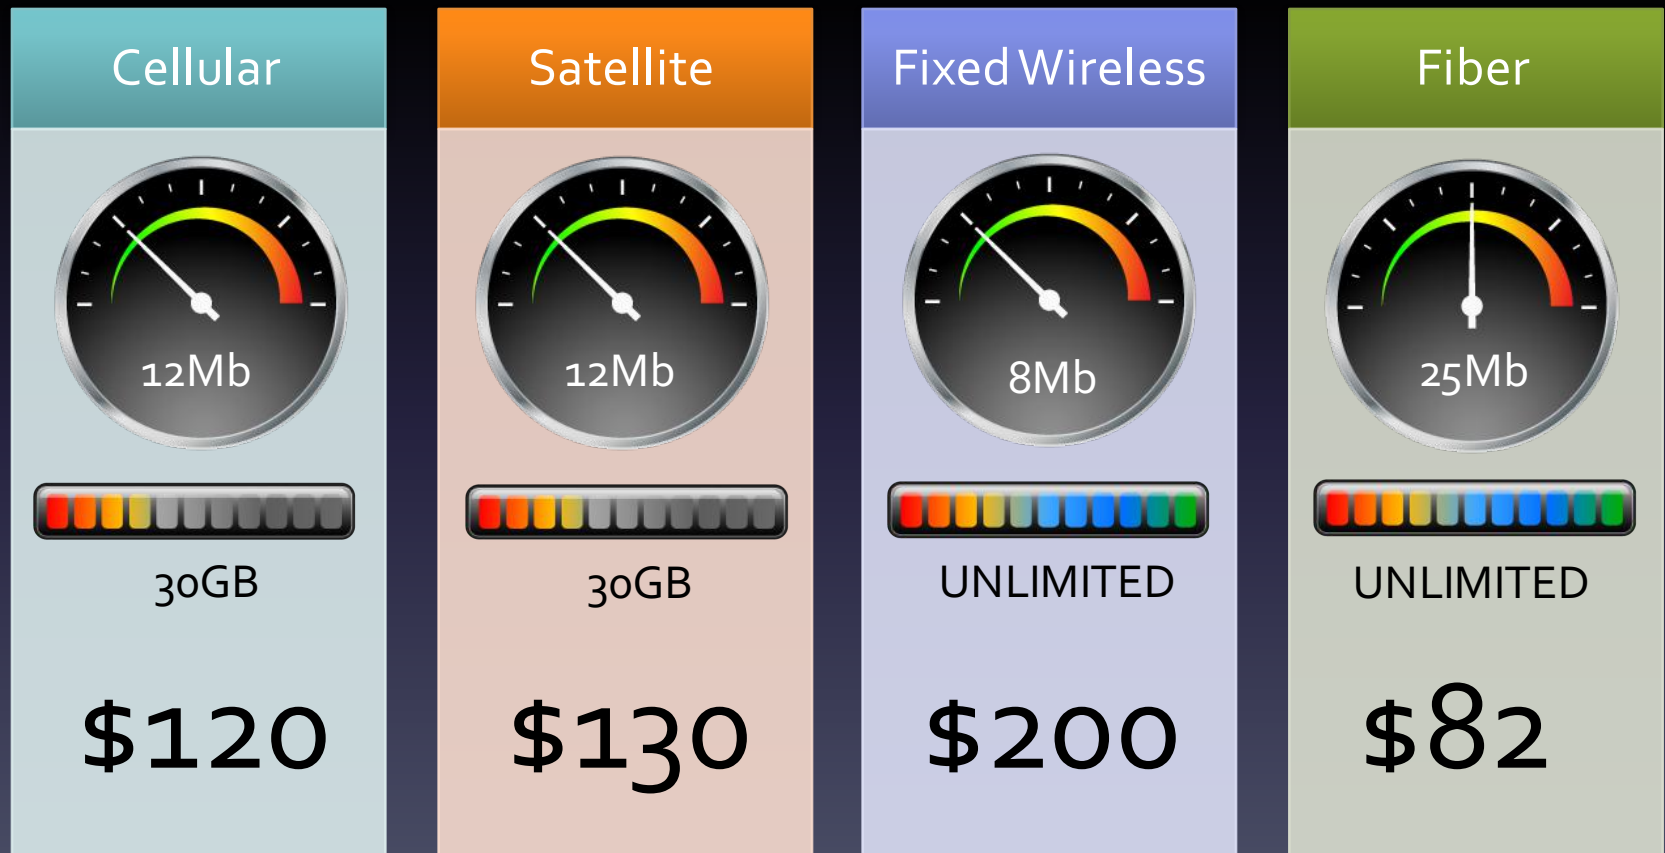 Cellular
Satellite
Fixed Wireless
Fiber
12Mb
12Mb
8Mb
25Mb
30GB
30GB
UNLIMITED
UNLIMITED
$120
$130
$200
$82